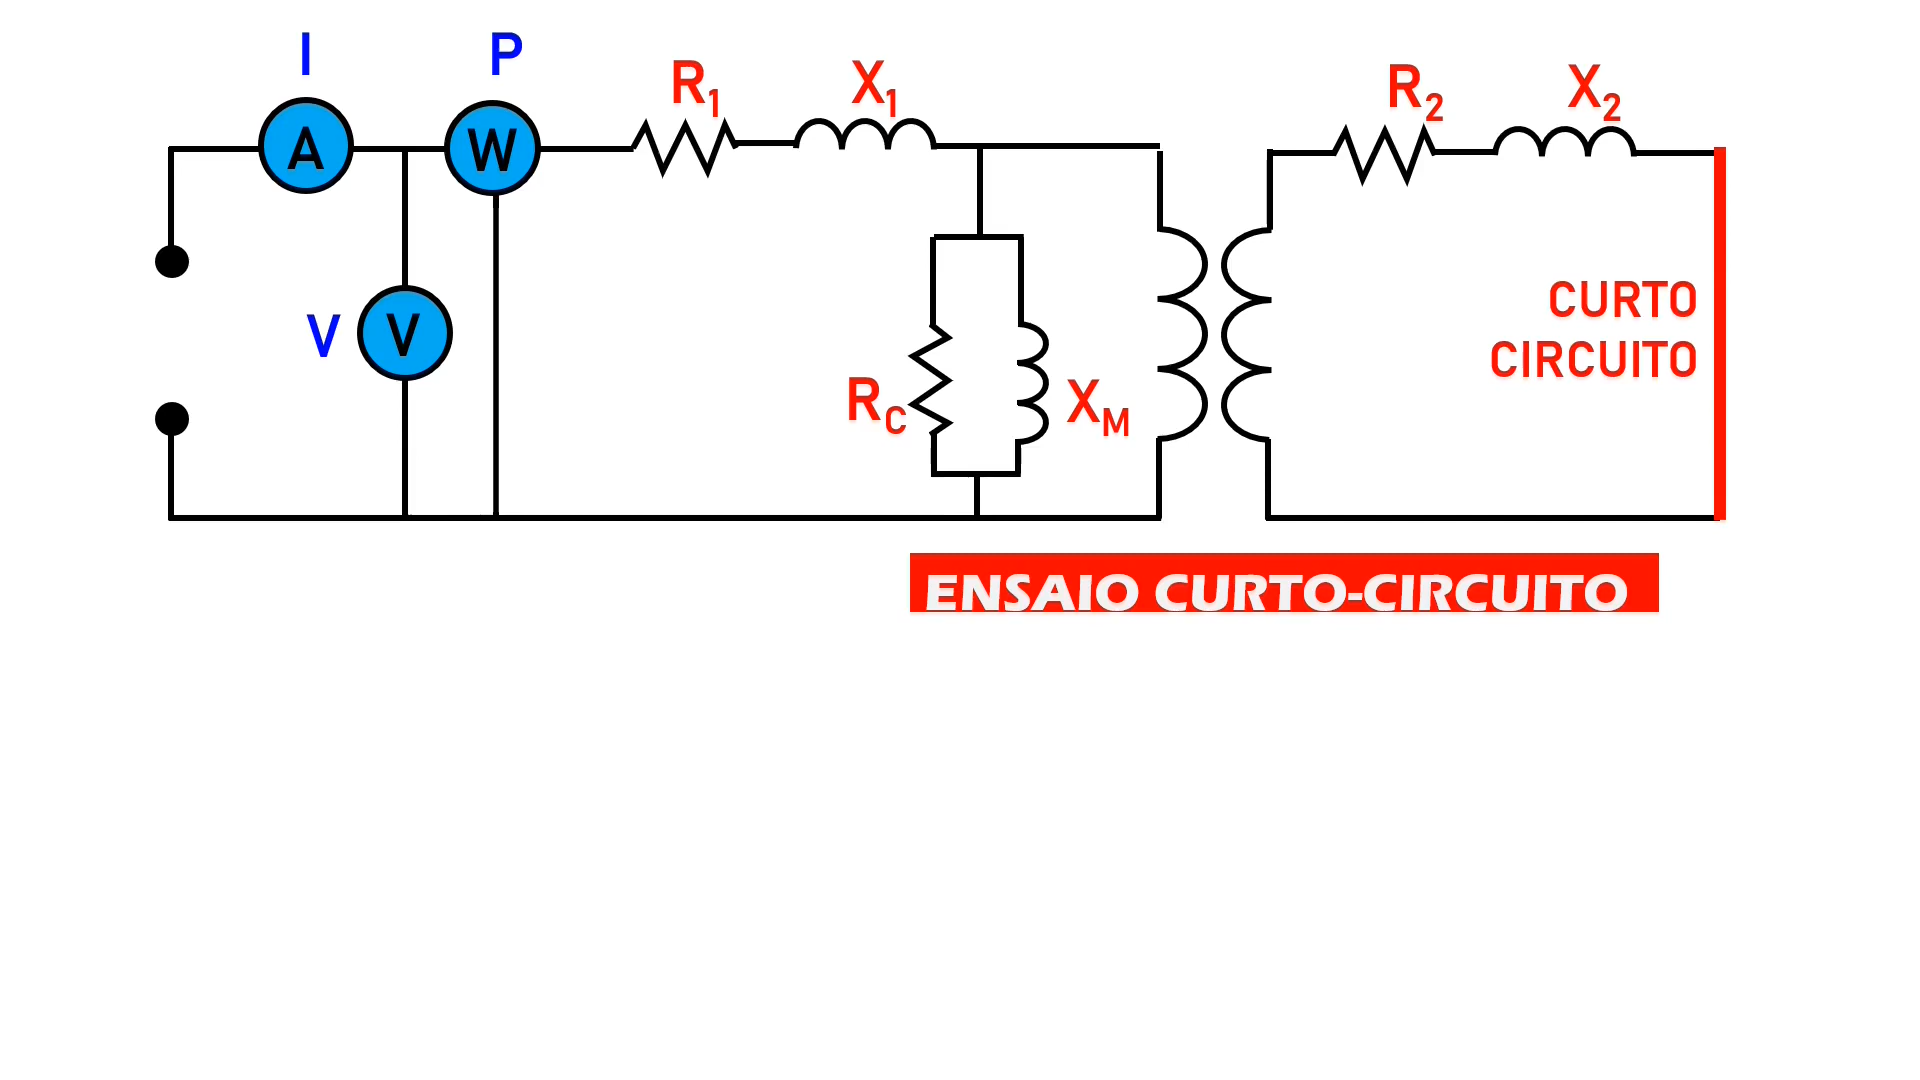 I
P
A
W
R1
X1
R2
X2
V
V
RC
XM
CURTO
CIRCUITO
ENSAIO CURTO-CIRCUITO